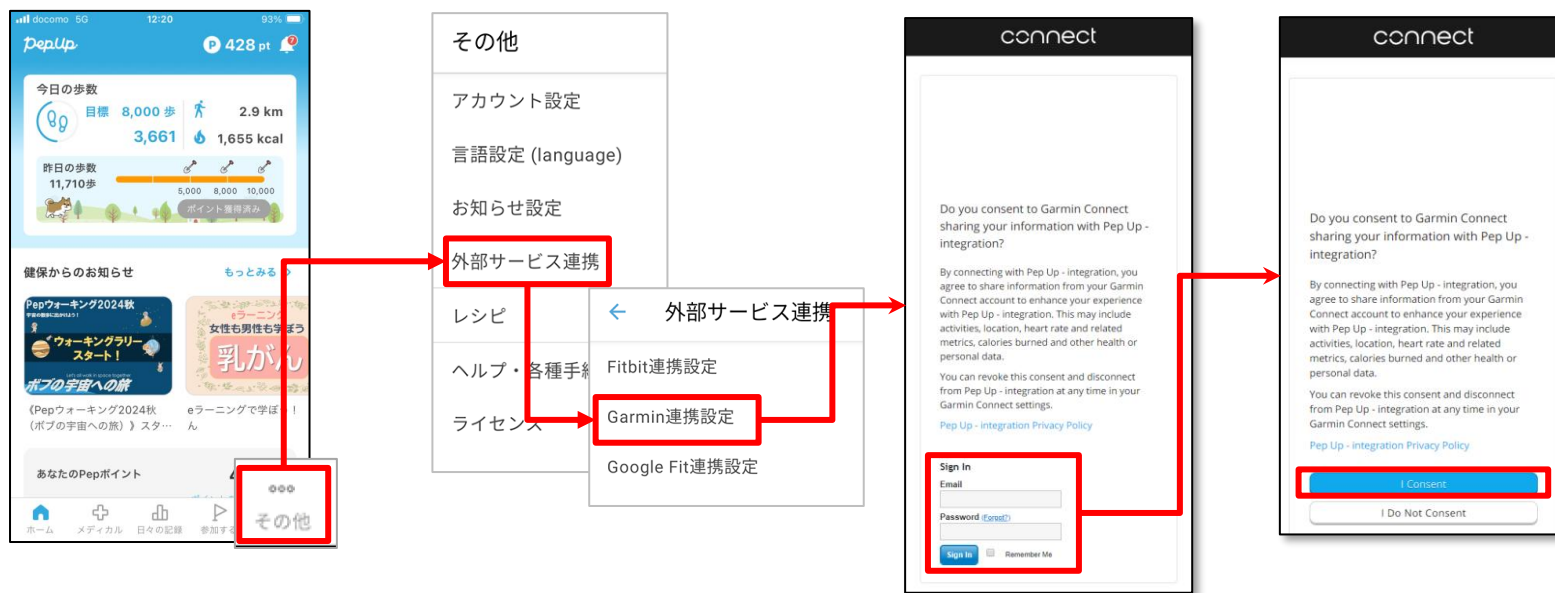 docomo 5G 12:20 93%
PepUp
P 428 pt
今日の歩数
目標 8,000 歩
2.9 km
3,661
1,655 kcal
昨日の歩数
11,710歩
5,000 8,000 10,000
ポイント獲得済み
健保からのお知らせ
もっとみる
Pepウォーキング2024秋
宇宙の散歩に出かけよう!
ウォーキングラリー
スタート!
Let's all walk in space together
ボブの宇宙への旅
eラーニング
女性も男性も学ぼう
乳がん
《Pepウォーキング2024秋
(ボブの宇宙への旅)》スタ…
eラーニングで学ぼう!
ん
あなたのPepポイント
ホーム
メディカル
日々の記録
参加する
その他
その他
アカウント設定
言語設定 (language)
お知らせ設定
外部サービス連携
レシピ
ヘルプ・各種手続
ライセンス
← 外部サービス連携
Fitbit連携設定
Garmin連携設定
Google Fit連携設定
connect
Do you consent to Garmin Connect
sharing your information with Pep Up -
integration?
By connecting with Pep Up - integration, you
agree to share information from your Garmin
Connect account to enhance your experience
with Pep Up - integration. This may include
activities, location, heart rate and related
metrics, calories burned and other health or
personal data.
You can revoke this consent and disconnect
from Pep Up - integration at any time in your
Garmin Connect settings.
Pep Up - integration Privacy Policy
Sign In
Email
Password (Forgot?)
Sign In
Remember Me
connect
Do you consent to Garmin Connect
sharing your information with Pep Up -
integration?
By connecting with Pep Up - integration, you
agree to share information from your Garmin
Connect account to enhance your experience
with Pep Up - integration. This may include
activities, location, heart rate and related
metrics, calories burned and other health or
personal data.
You can revoke this consent and disconnect
from Pep Up - integration at any time in your
Garmin Connect settings.
Pep Up - integration Privacy Policy
I Consent
I Do Not Consent